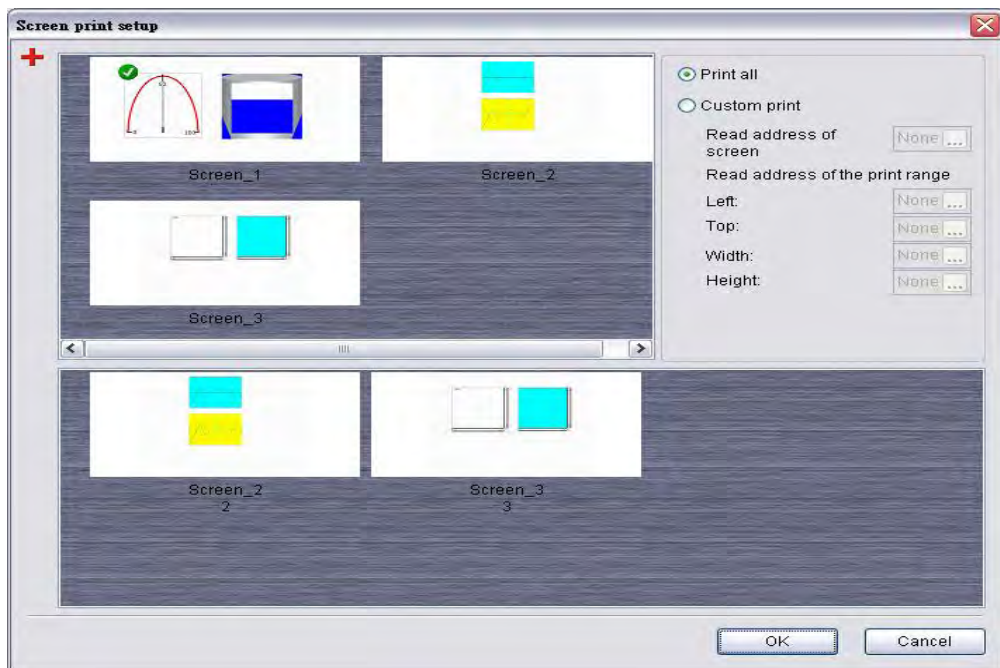 Screen print setup
Screen_1
Screen_2
Screen_3
Print all
Custom print
Read address of
screen
None ...
Read address of the print range
Left:
None ...
Top:
None ...
Width:
None ...
Height:
None ...
Screen_2
2
Screen_3
3
OK
Cancel